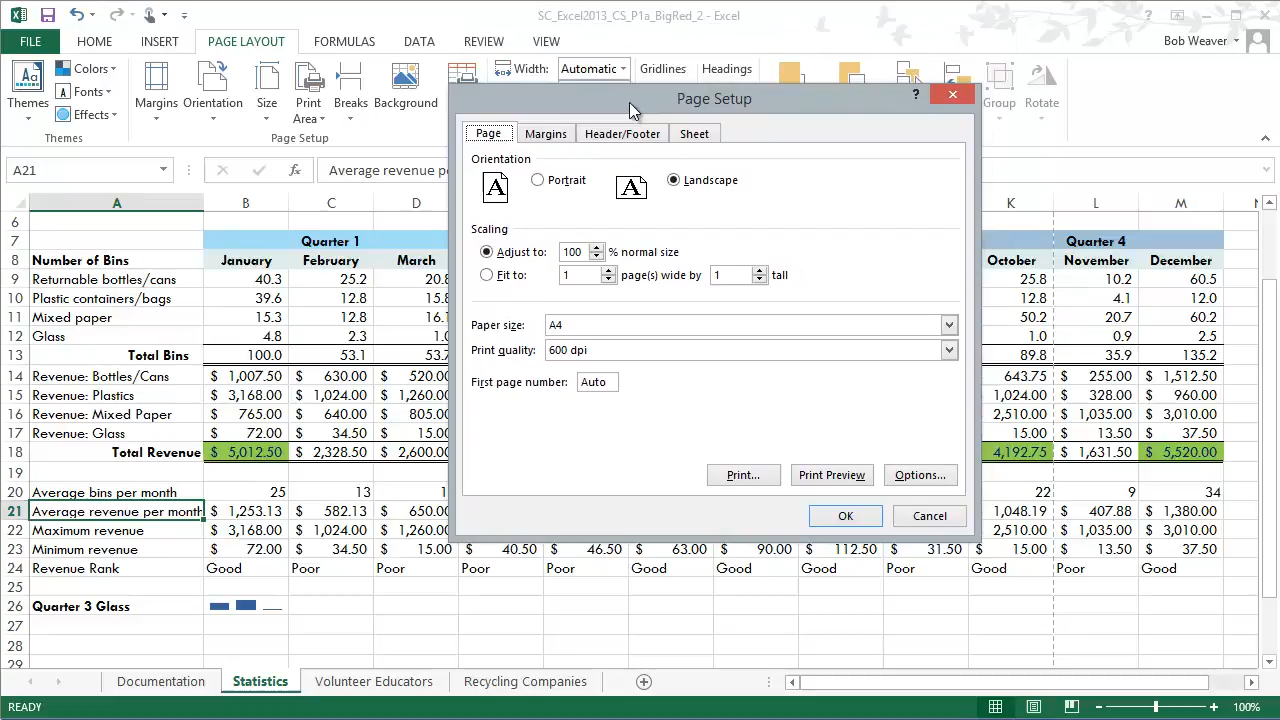 SC_Excel2013_CS_P1a_BigRed_2 - Excel
FILE HOME INSERT PAGE LAYOUT FORMULAS DATA REVIEW VIEW Bob Weaver
Colors Width: Automatic Gridlines Headings
Fonts
Effects
Themes Margins Orientation Size Print Area Breaks Background Group Rotate
Themes Page Setup
A21 Average revenue p
A B C D K L M
6
7 Quarter 1 Quarter 4
8 Number of Bins January February March October November December
9 Returnable bottles/cans 40.3 25.2 20.8 25.8 10.2 60.5
10 Plastic containers/bags 39.6 12.8 15.8 12.8 4.1 12.0
11 Mixed paper 15.3 12.8 16.1 50.2 20.7 60.2
12 Glass 4.8 2.3 1.0 1.0 0.9 2.5
13 Total Bins 100.0 53.1 53.7 89.8 35.9 135.2
14 Revenue: Bottles/Cans $ 1,007.50 $ 630.00 $ 520.00 643.75 $ 255.00 $ 1,512.50
15 Revenue: Plastics $ 3,168.00 $ 1,024.00 $ 1,260.00 1,024.00 $ 328.00 $ 960.00
16 Revenue: Mixed Paper $ 765.00 $ 640.00 $ 805.00 2,510.00 $ 1,035.00 $ 3,010.00
17 Revenue: Glass $ 72.00 $ 34.50 $ 15.00 15.00 $ 13.50 $ 37.50
18 Total Revenue $ 5,012.50 $ 2,328.50 $ 2,600.00 4,192.75 $ 1,631.50 $ 5,520.00
19
20 Average bins per month 25 13 1 22 9 34
21 Average revenue per month $ 1,253.13 $ 582.13 $ 650.00 1,048.19 $ 407.88 $ 1,380.00
22 Maximum revenue $ 3,168.00 $ 1,024.00 $ 1,260.00 2,510.00 $ 1,035.00 $ 3,010.00
23 Minimum revenue $ 72.00 $ 34.50 $ 15.00 $ 40.50 $ 46.50 $ 63.00 $ 90.00 $ 112.50 $ 31.50 $ 15.00 $ 13.50 $ 37.50
24 Revenue Rank Good Poor Poor Poor Poor Good Good Good Poor Good Poor Good
25
26 Quarter 3 Glass
27
28
29
Page Setup
Page Margins Header/Footer Sheet
Orientation
A Portrait A Landscape
Scaling
Adjust to: 100 % normal size
Fit to: 1 page(s) wide by 1 tall
Paper size: A4
Print quality: 600 dpi
First page number: Auto
Print... Print Preview Options...
OK Cancel
Documentation Statistics Volunteer Educators Recycling Companies
READY 100%